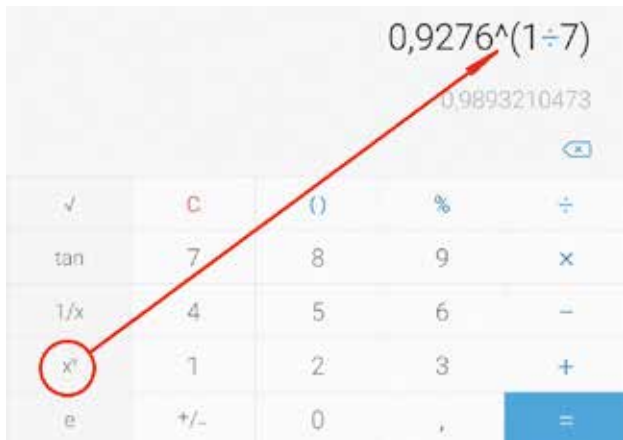 0,9276^(1÷7)
0,9893210473
√ C () % ÷
tan 7 8 9 ×
1/x 4 5 6 −
xʸ 1 2 3 +
e +/− 0 , =